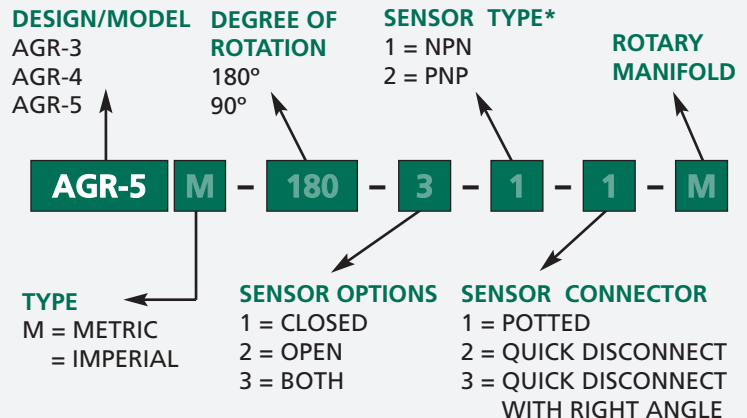 DESIGN/MODEL
AGR-3
AGR-4
AGR-5
DEGREE OF
ROTATION
180º
90º
SENSOR TYPE*
1 = NPN
2 = PNP
ROTARY
MANIFOLD
AGR-5 M – 180 – 3 – 1 – 1 – M
TYPE
M = METRIC
= IMPERIAL
SENSOR OPTIONS
1 = CLOSED
2 = OPEN
3 = BOTH
SENSOR CONNECTOR
1 = POTTED
2 = QUICK DISCONNECT
3 = QUICK DISCONNECT
WITH RIGHT ANGLE